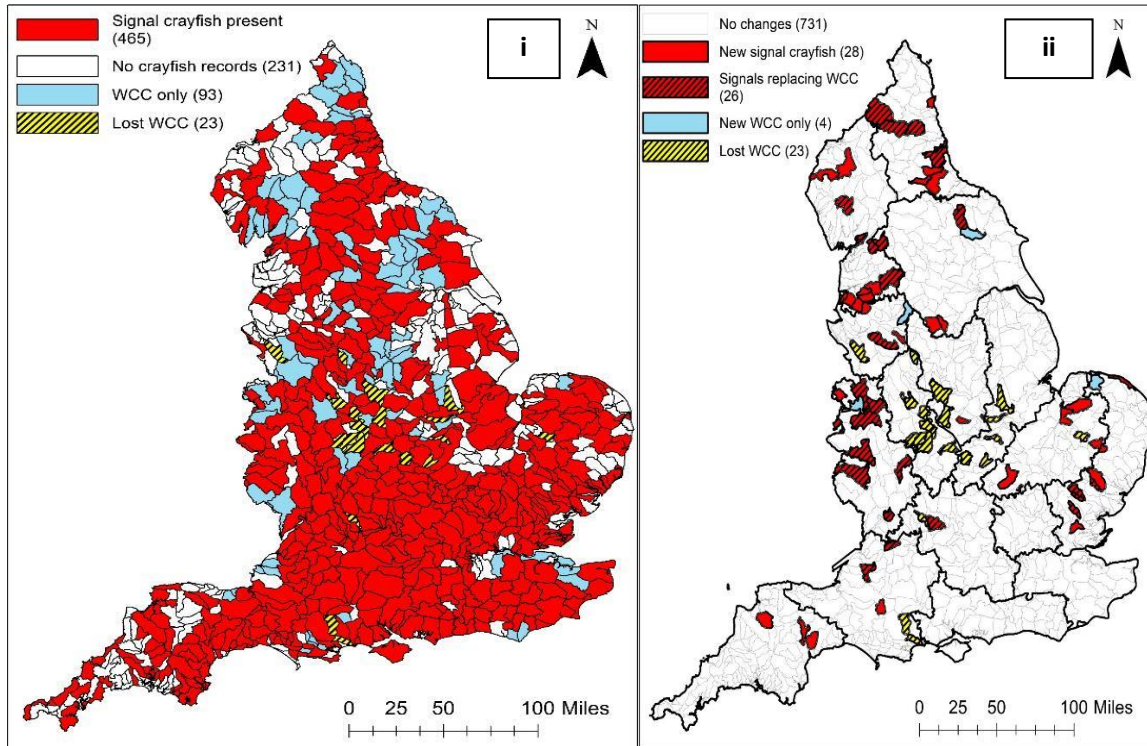 Signal crayfish present
(465)
No crayfish records (231)
WCC only (93)
Lost WCC (23)
i
N
0 25 50 100 Miles
No changes (731)
New signal crayfish (28)
Signals replacing WCC
(26)
New WCC only (4)
Lost WCC (23)
ii
N
0 25 50 100 Miles